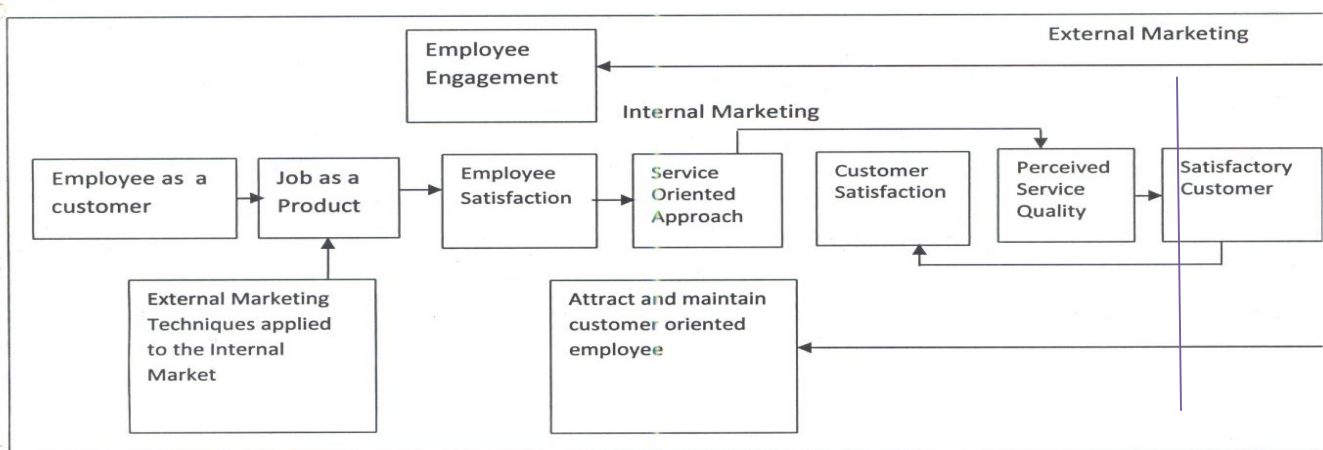 External Marketing
Employee
Engagement
Internal Marketing
Employee as a
customer
Job as a
Product
Employee
Satisfaction
Service
Oriented
Approach
Customer
Satisfaction
Perceived
Service
Quality
Satisfactory
Customer
External Marketing
Techniques applied
to the Internal
Market
Attract and maintain
customer oriented
employee